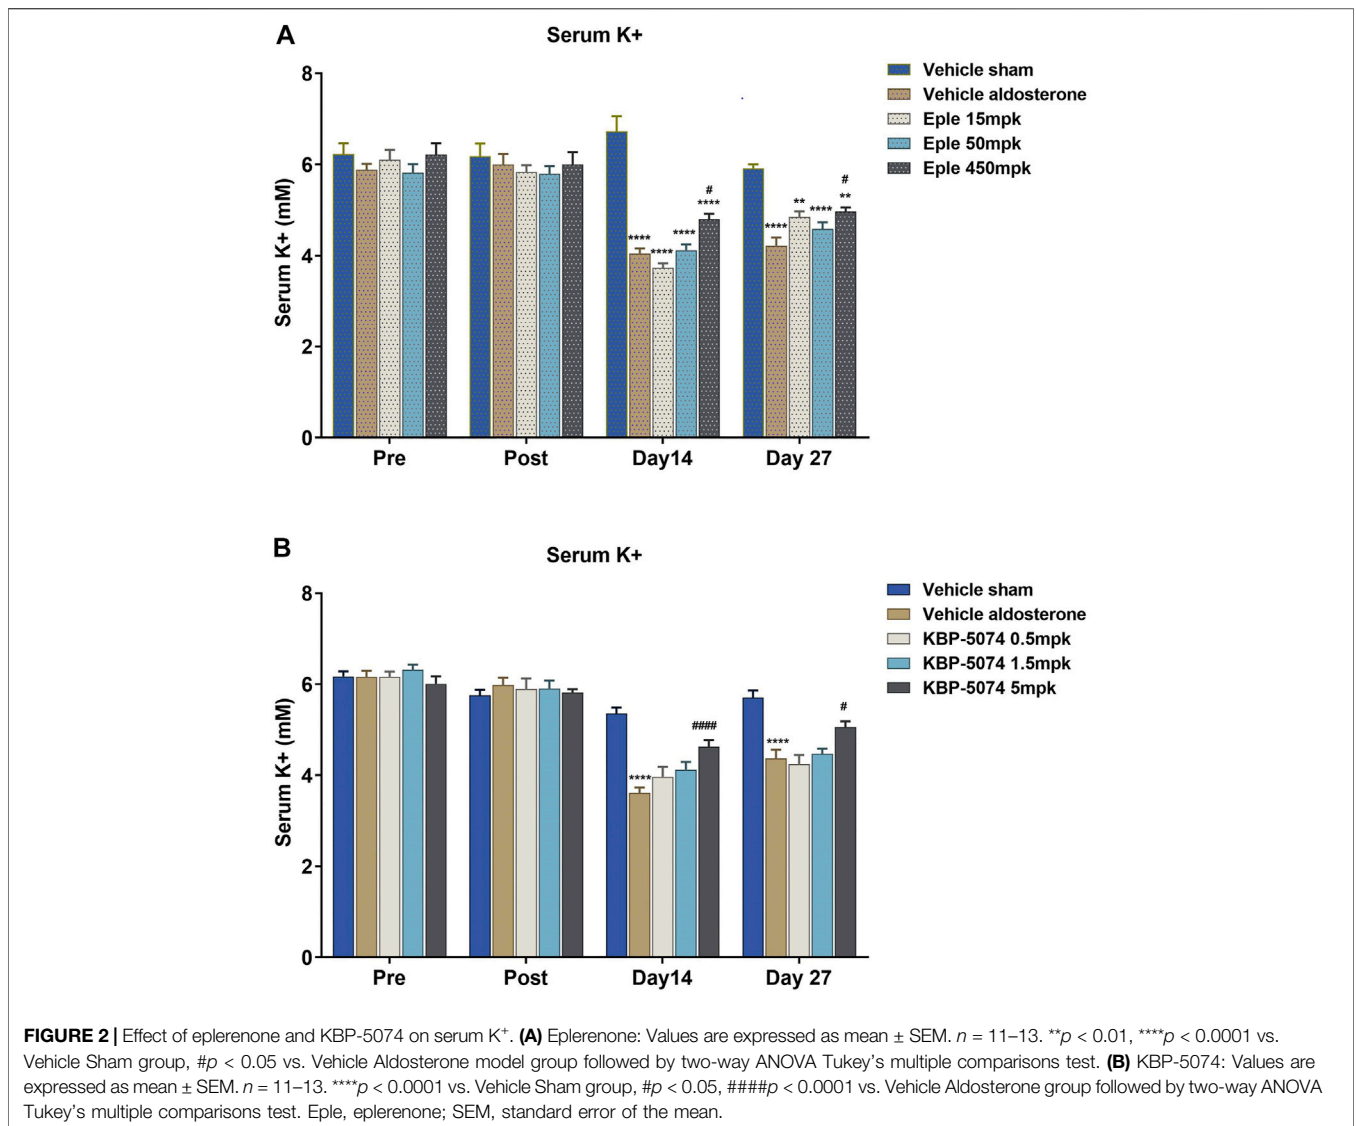 A
Serum K+
Vehicle sham
Vehicle aldosterone
Eple 15mpk
Eple 50mpk
Eple 450mpk
Serum K+ (mM)
8
6
4
2
0
****
****
****
#
****
****
**
****
#
**
Pre
Post
Day14
Day 27
B
Serum K+
Vehicle sham
Vehicle aldosterone
KBP-5074 0.5mpk
KBP-5074 1.5mpk
KBP-5074 5mpk
Serum K+ (mM)
8
6
4
2
0
****
####
****
#
Pre
Post
Day14
Day 27
FIGURE 2 | Effect of eplerenone and KBP-5074 on serum K⁺. (A) Eplerenone: Values are expressed as mean ± SEM. n = 11–13. **p < 0.01, ****p < 0.0001 vs.
Vehicle Sham group, #p < 0.05 vs. Vehicle Aldosterone model group followed by two-way ANOVA Tukey's multiple comparisons test. (B) KBP-5074: Values are
expressed as mean ± SEM. n = 11–13. ****p < 0.0001 vs. Vehicle Sham group, #p < 0.05, ####p < 0.0001 vs. Vehicle Aldosterone group followed by two-way ANOVA
Tukey's multiple comparisons test. Eple, eplerenone; SEM, standard error of the mean.